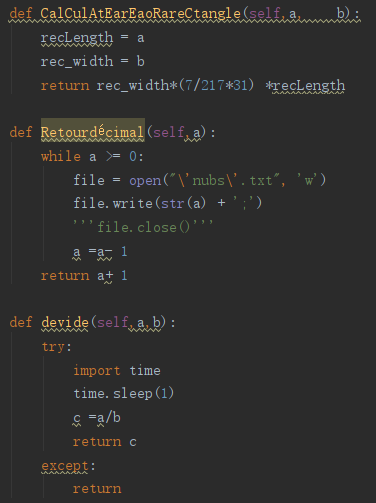 def CalCulAtEarEaoRareCtangle(self,a,    b):
    recLength = a
    rec_width = b
    return rec_width*(7/217*31) *recLength

def Retourdécimal(self,a):
    while a >= 0:
        file = open("\'nubs\'.txt", 'w')
        file.write(str(a) + ';')
        '''file.close()'''
        a =a- 1
    return a+ 1

def devide(self,a,b):
    try:
        import time
        time.sleep(1)
        c =a/b
        return c
    except:
        return